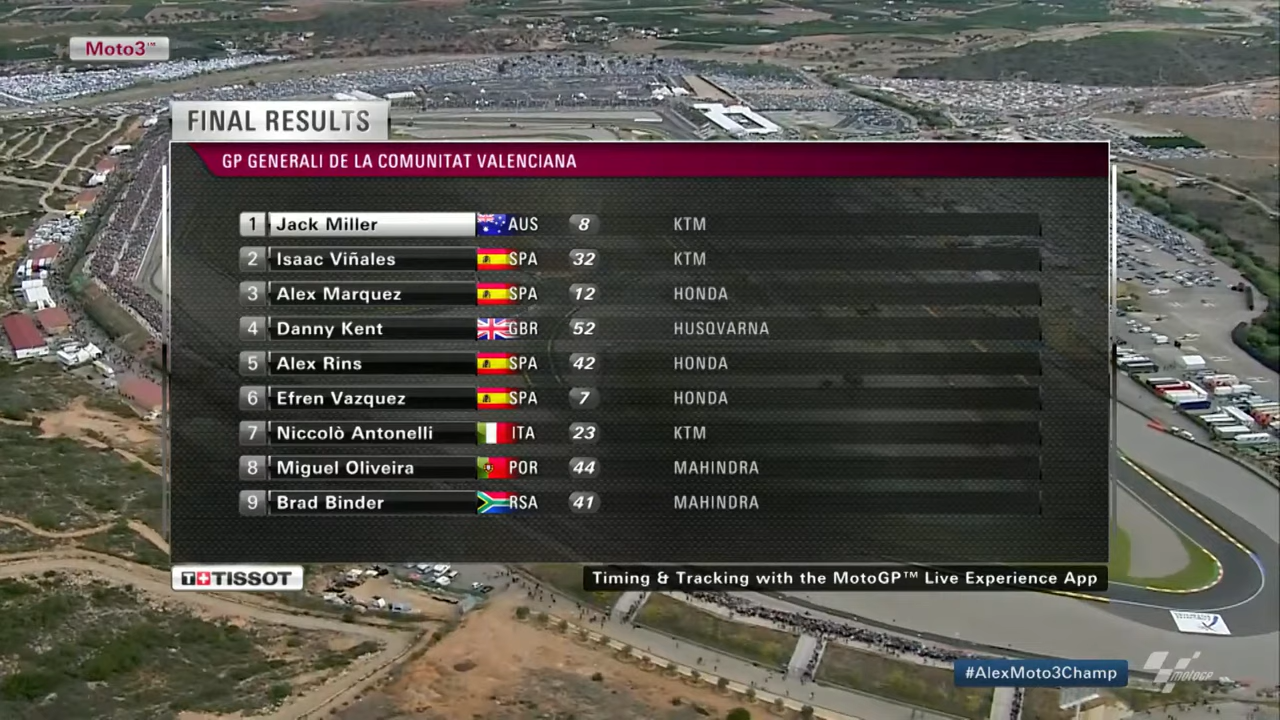 Moto3™
FINAL RESULTS
GP GENERALI DE LA COMUNITAT VALENCIANA
1 Jack Miller AUS 8 KTM
2 Isaac Viñales SPA 32 KTM
3 Alex Marquez SPA 12 HONDA
4 Danny Kent GBR 52 HUSQVARNA
5 Alex Rins SPA 42 HONDA
6 Efren Vazquez SPA 7 HONDA
7 Niccolò Antonelli ITA 23 KTM
8 Miguel Oliveira POR 44 MAHINDRA
9 Brad Binder RSA 41 MAHINDRA
T+TISSOT
Timing & Tracking with the MotoGP™ Live Experience App
#AlexMoto3Champ
MotoGP